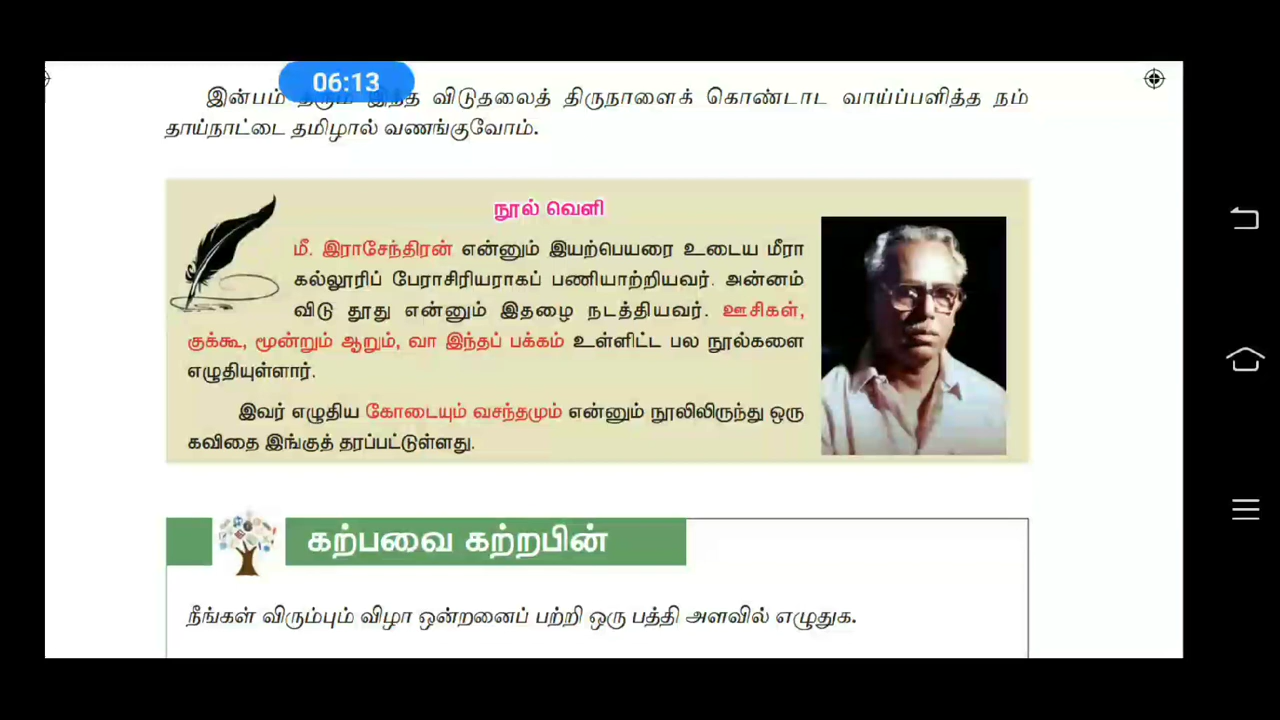 06:13
இன்பம் தரும் இந்த விடுதலைத் திருநாளைக் கொண்டாட வாய்ப்பளித்த நம்
தாய்நாட்டை தமிழால் வணங்குவோம்.
நூல் வெளி
மீ. இராசேந்திரன் என்னும் இயற்பெயரை உடைய மீரா
கல்லூரிப் பேராசிரியராகப் பணியாற்றியவர். அன்னம்
விடு தூது என்னும் இதழை நடத்தியவர். ஊசிகள்,
குக்கூ, மூன்றும் ஆறும், வா இந்தப் பக்கம் உள்ளிட்ட பல நூல்களை
எழுதியுள்ளார்.
இவர் எழுதிய கோடையும் வசந்தமும் என்னும் நூலிலிருந்து ஒரு
கவிதை இங்குத் தரப்பட்டுள்ளது.
கற்பவை கற்றபின்
நீங்கள் விரும்பும் விழா ஒன்றனைப் பற்றி ஒரு பத்தி அளவில் எழுதுக.